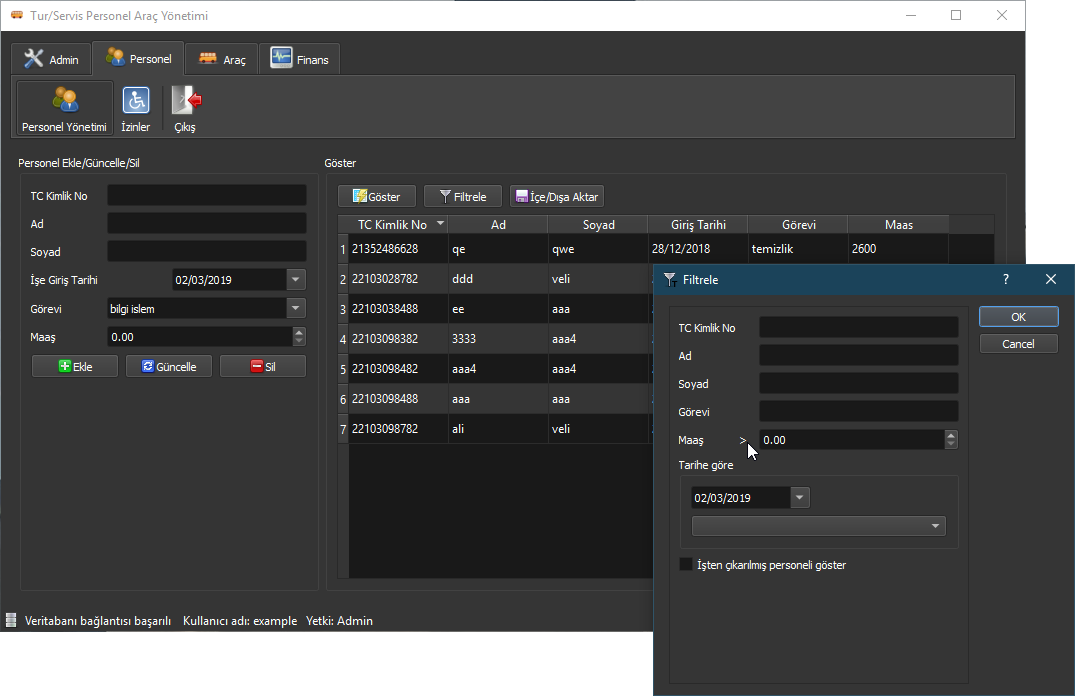 Tur/Servis Personel Araç Yönetimi
Admin Personel Araç Finans
Personel Yönetimi İzinler Çıkış
Personel Ekle/Güncelle/Sil
TC Kimlik No
Ad
Soyad
İşe Giriş Tarihi 02/03/2019
Görevi bilgi islem
Maaş 0.00
Ekle Güncelle Sil
Göster
Göster Filtrele İçe/Dışa Aktar
TC Kimlik No Ad Soyad Giriş Tarihi Görevi Maas
1 21352486628 qe qwe 28/12/2018 temizlik 2600
2 22103028782 ddd veli
3 22103038488 ee aaa
4 22103098382 3333 aaa4
5 22103098482 aaa4 aaa4
6 22103098488 aaa aaa
7 22103098782 ali veli
Filtrele ?
TC Kimlik No
Ad
Soyad
Görevi
Maaş > 0.00
Tarihe göre
02/03/2019
İşten çıkarılmış personeli göster
OK
Cancel
Veritabanı bağlantısı başarılı Kullanıcı adı: example Yetki: Admin